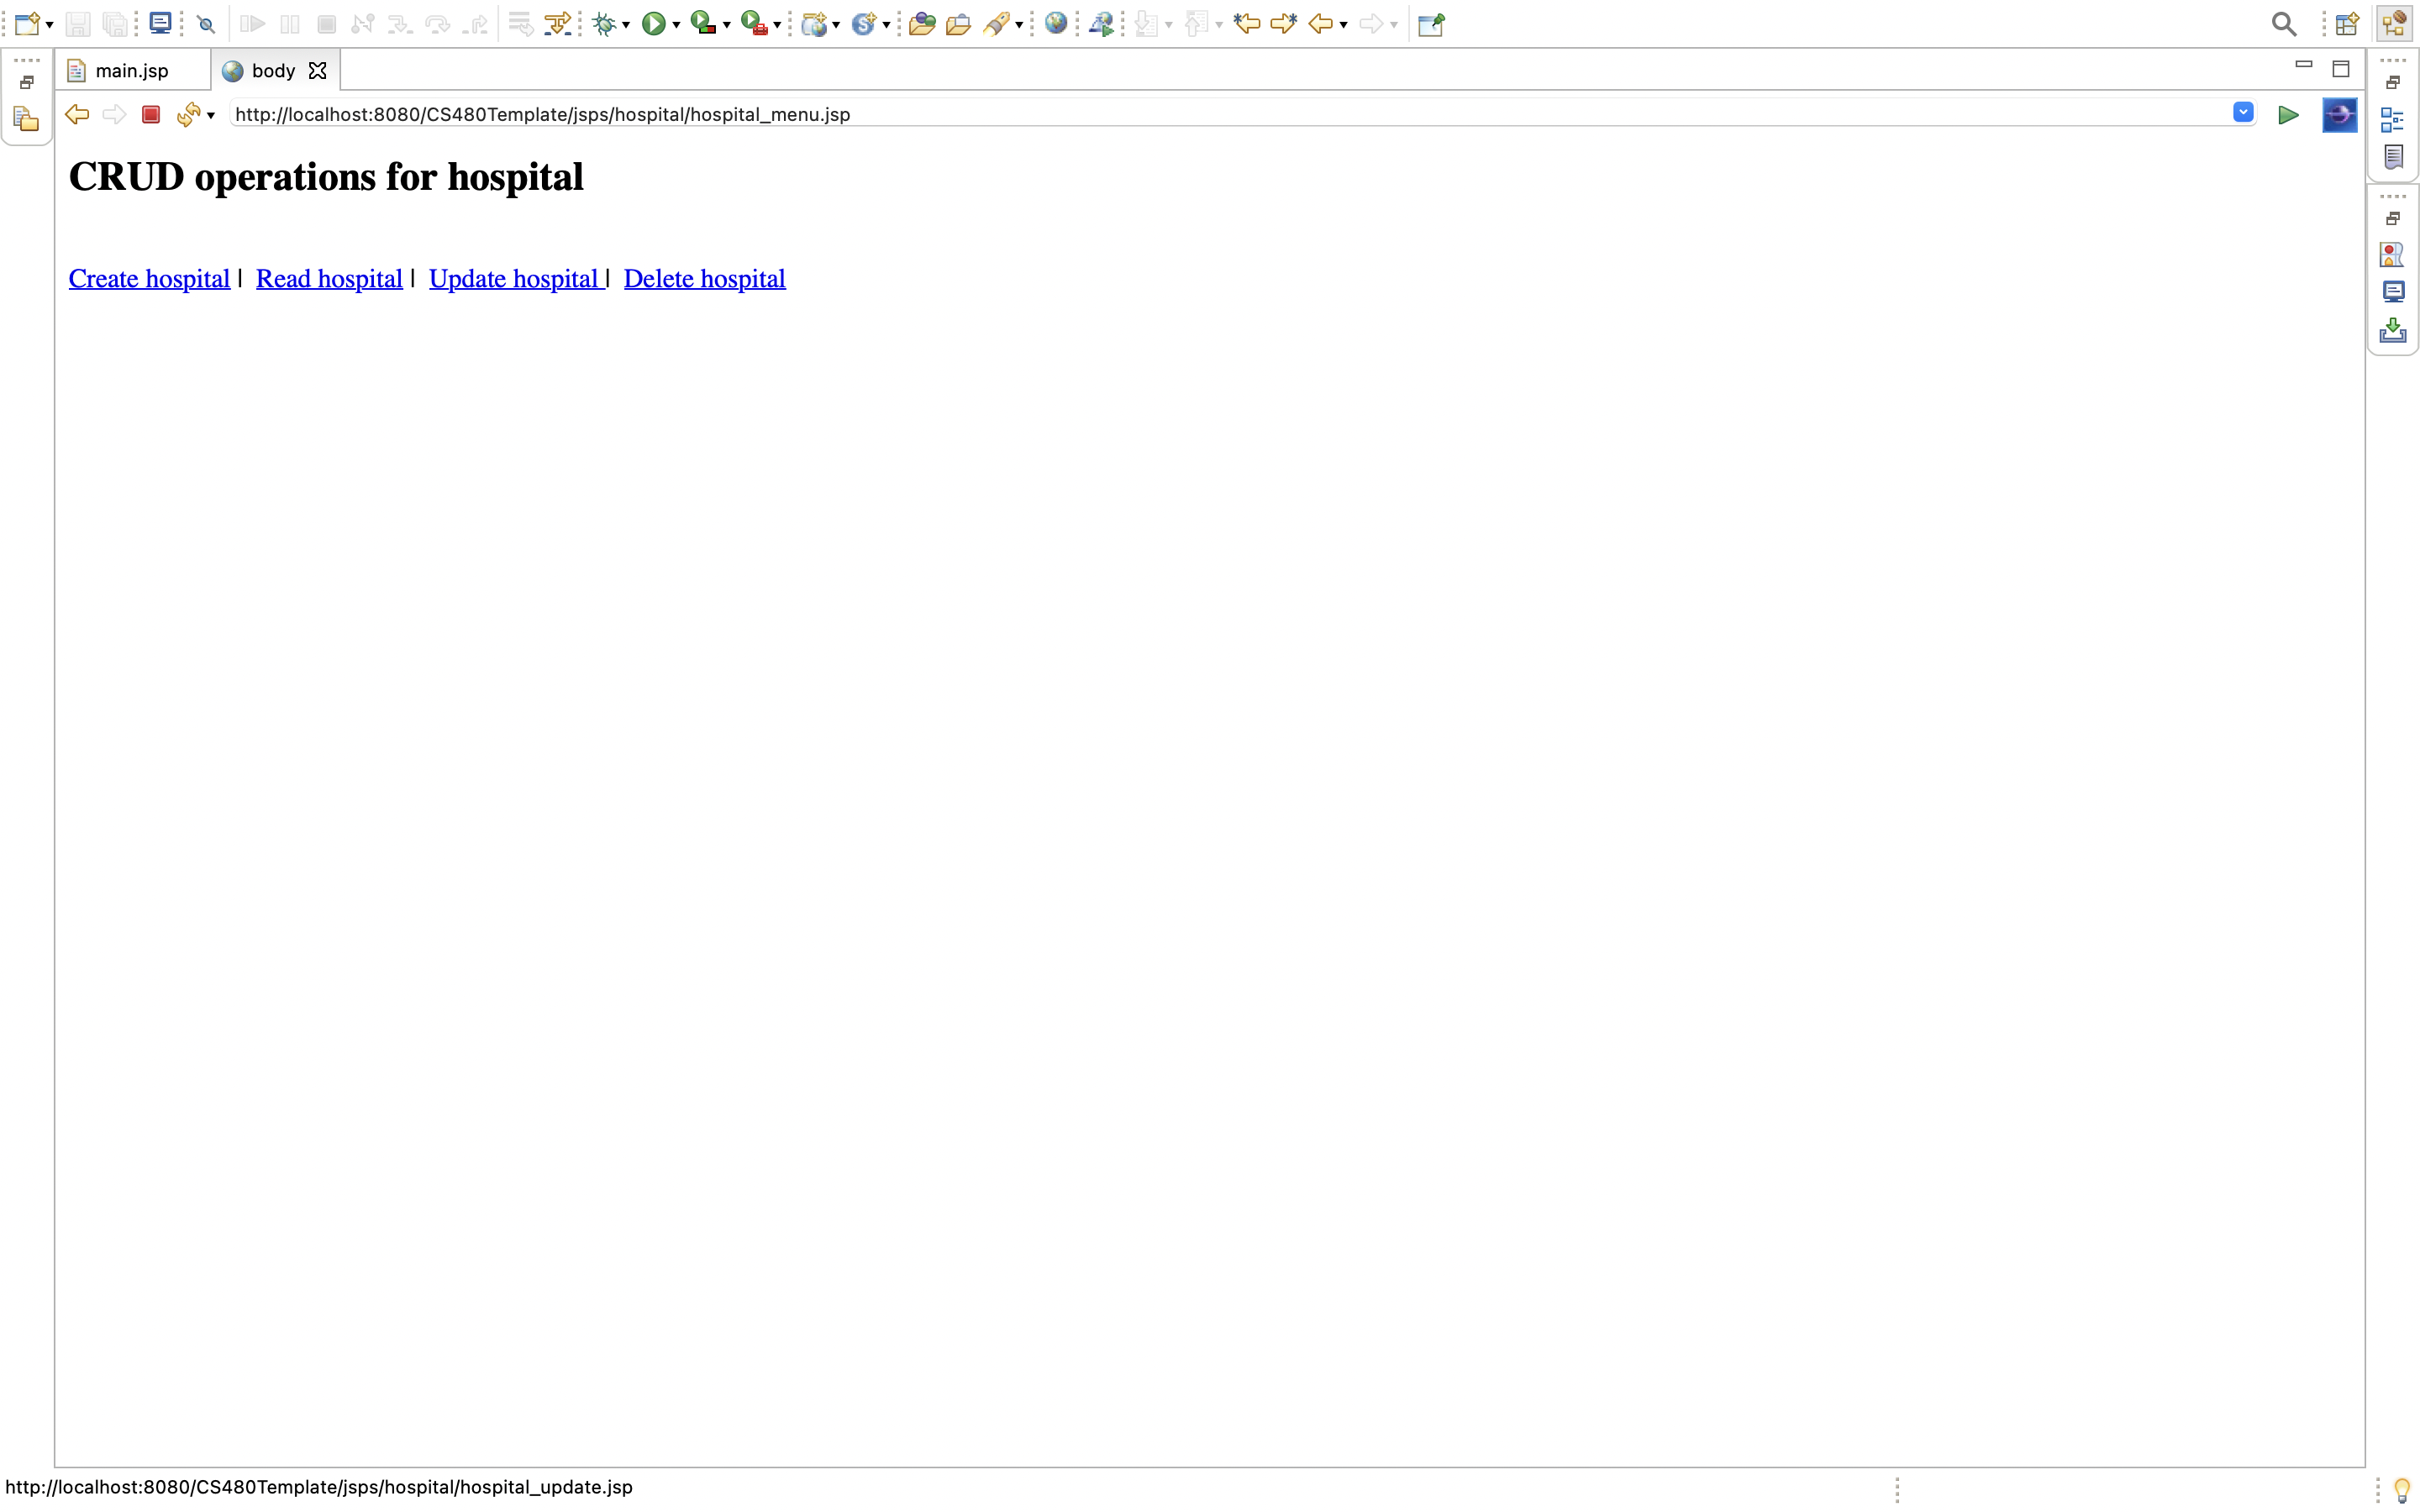 main.jsp
body
http://localhost:8080/CS480Template/jsps/hospital/hospital_menu.jsp
CRUD operations for hospital
Create hospital | Read hospital | Update hospital | Delete hospital
http://localhost:8080/CS480Template/jsps/hospital/hospital_update.jsp